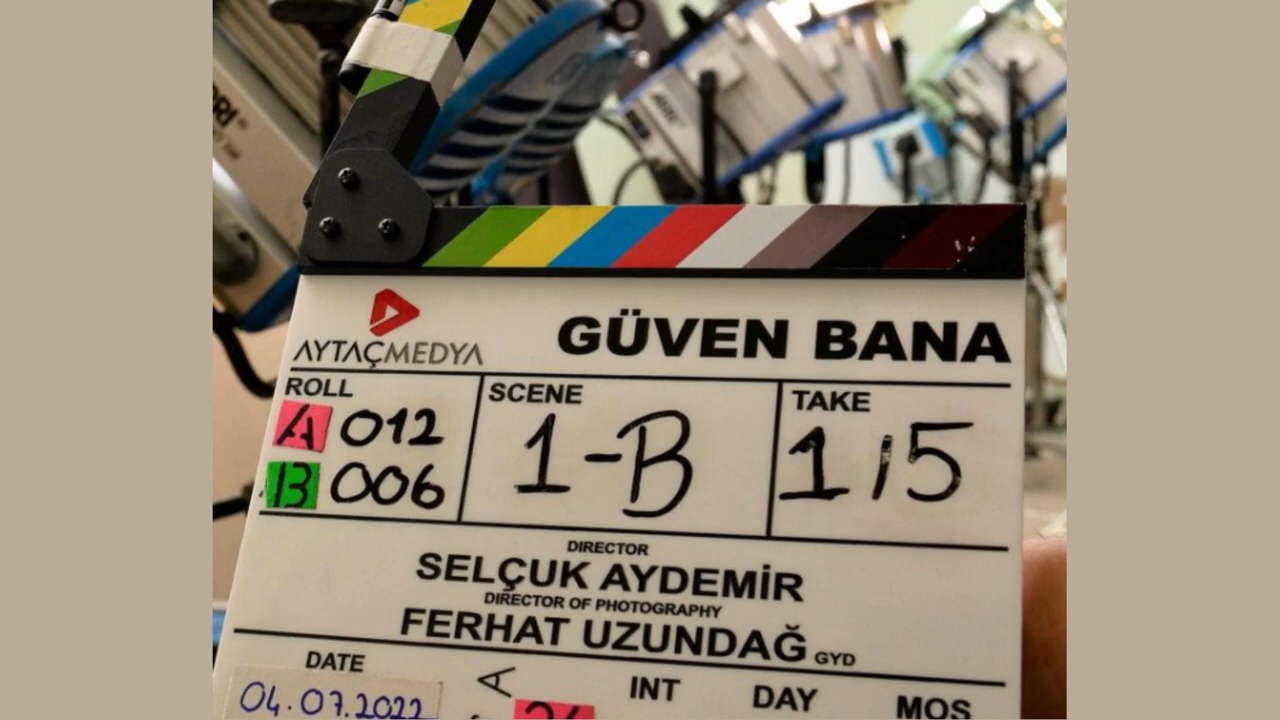 GÜVEN BANA
AYTAÇMEDYA
ROLL
A 012
B 006
SCENE
1-B
TAKE
1/5
DIRECTOR
SELÇUK AYDEMİR
DIRECTOR OF PHOTOGRAPHY
FERHAT UZUNDAĞ GYD
DATE
04.07.2022
A
INT
DAY
MOS